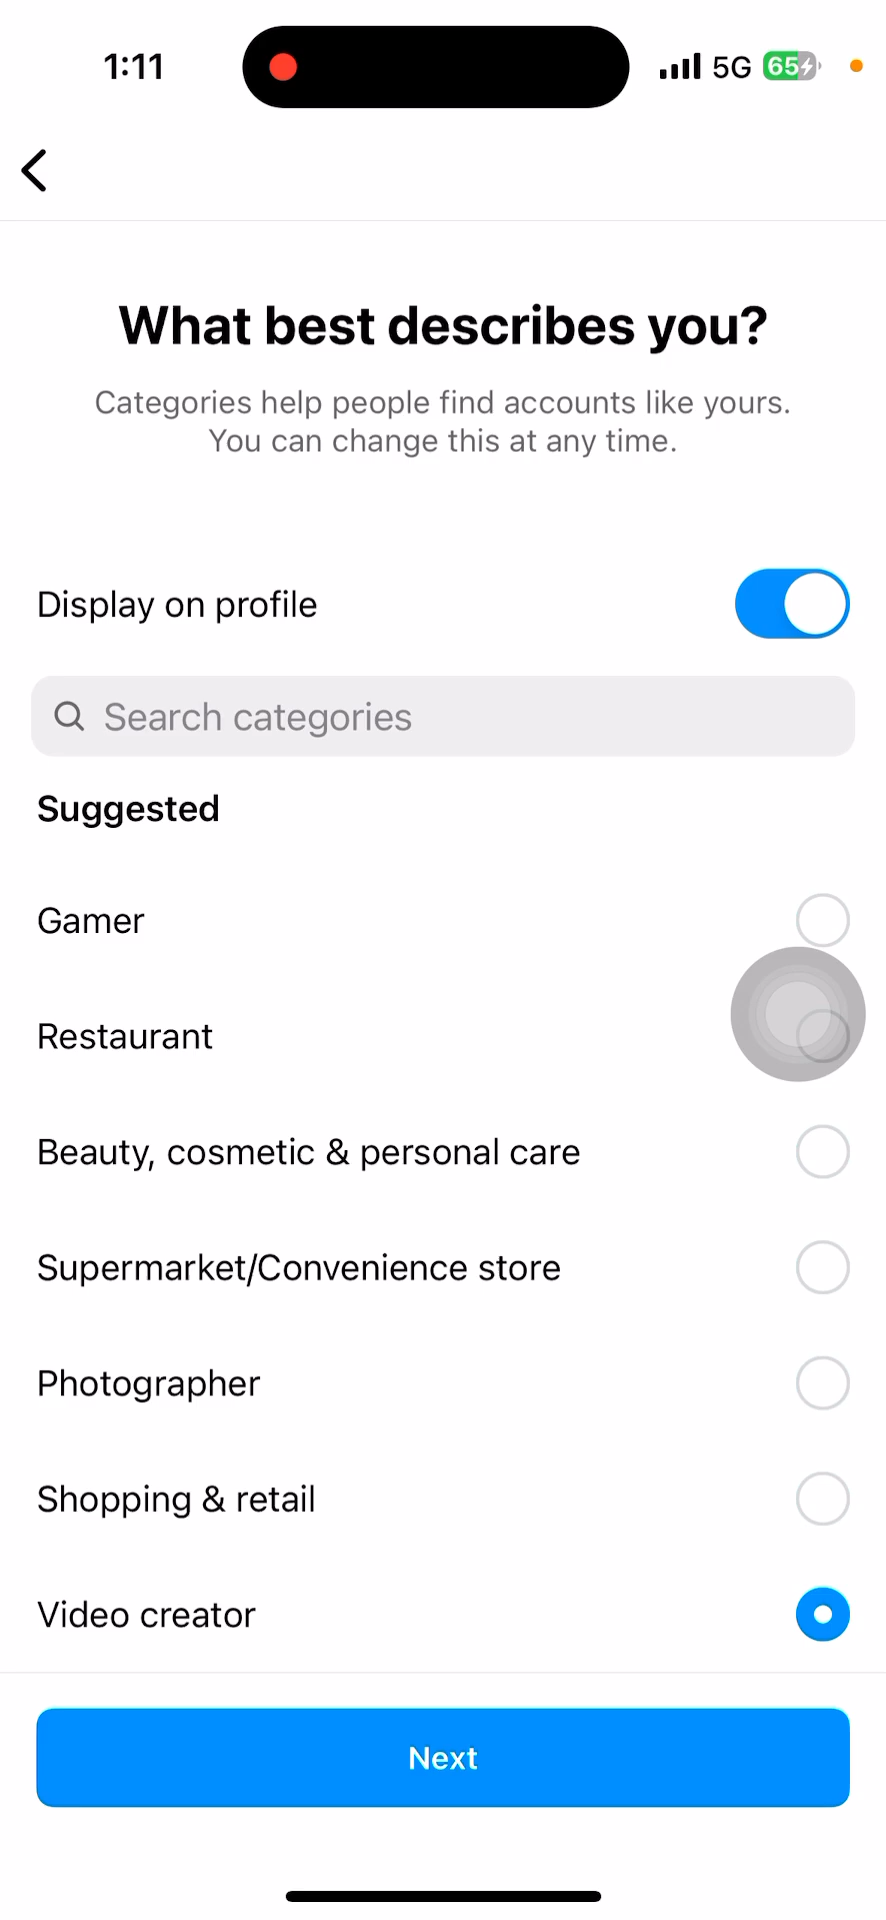 1:11
5G
65
What best describes you?
Categories help people find accounts like yours.
You can change this at any time.
Display on profile
Search categories
Suggested
Gamer
Restaurant
Beauty, cosmetic & personal care
Supermarket/Convenience store
Photographer
Shopping & retail
Video creator
Next